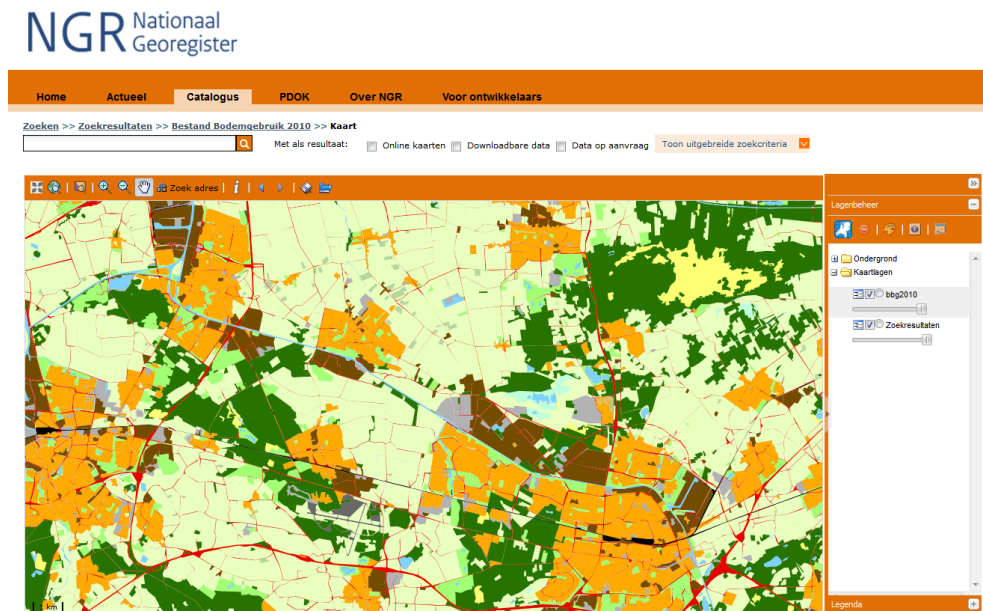 NGR Nationaal
Georegister
Home Actueel Catalogus PDOK Over NGR Voor ontwikkelaars
Zoeken >> Zoekresultaten >> Bestand Bodemgebruik 2010 >> Kaart
Met als resultaat: Online kaarten Downloadbare data Data op aanvraag Toon uitgebreide zoekcriteria
Zoek adres
Lagenbeheer
Ondergrond
Kaartlagen
bbg2010
Zoekresultaten
1 km
Legenda